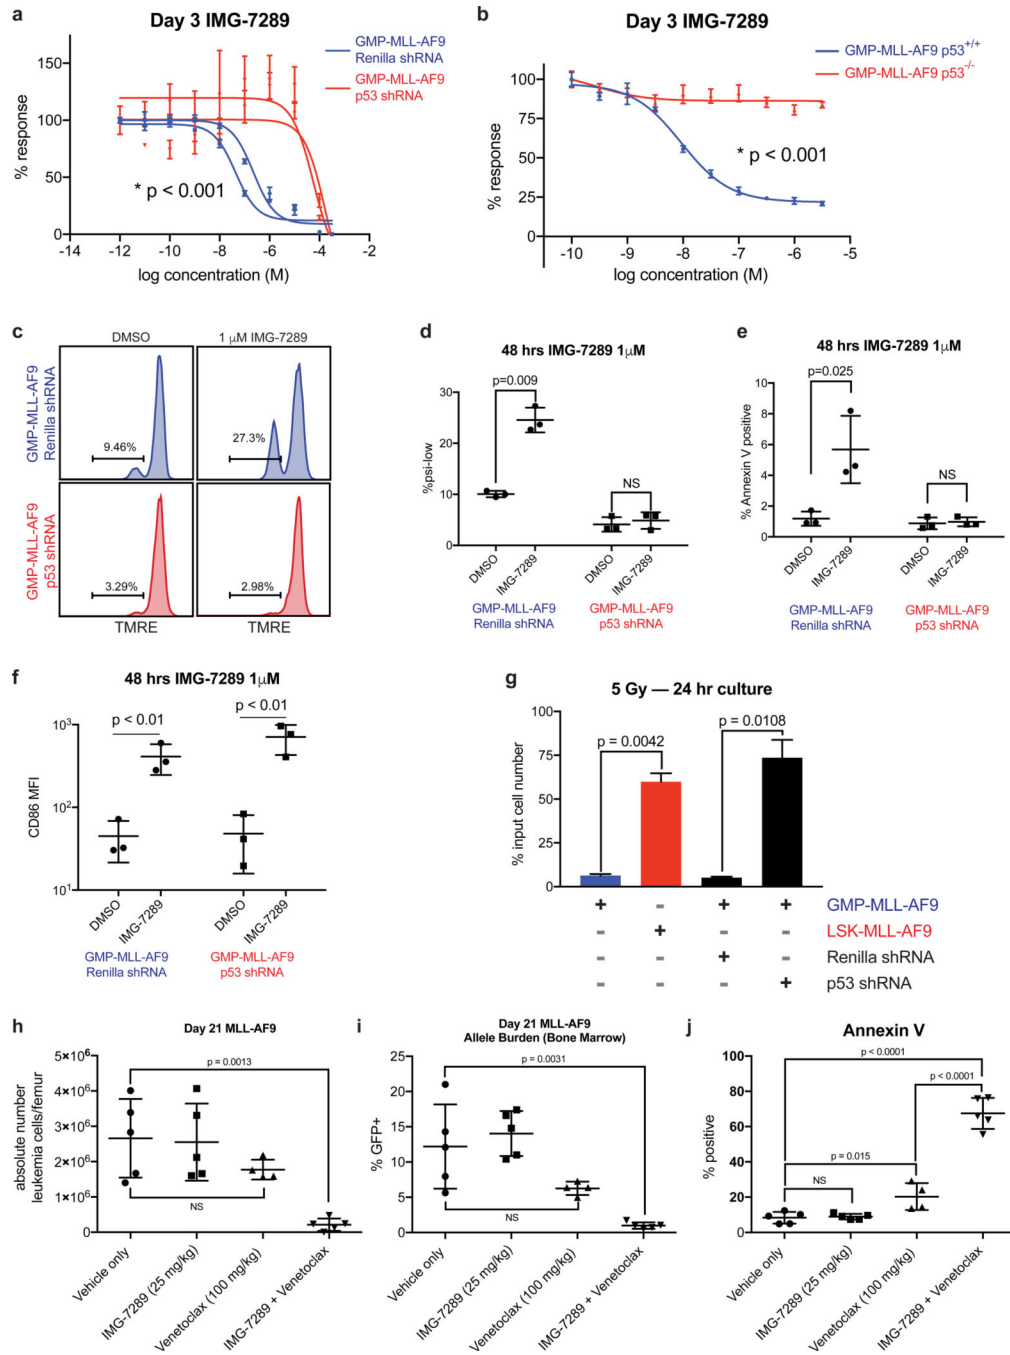 a
Day 3 IMG-7289
GMP-MLL-AF9
Renilla shRNA
GMP-MLL-AF9
p53 shRNA
150
100
50
0
% response
* p < 0.001
-14 -12 -10 -8 -6 -4 -2
log concentration (M)
b
Day 3 IMG-7289
GMP-MLL-AF9 p53+/+
GMP-MLL-AF9 p53-/-
100
75
50
25
0
% response
* p < 0.001
-10 -9 -8 -7 -6 -5
log concentration (M)
c
DMSO 1 μM IMG-7289
GMP-MLL-AF9
Renilla shRNA
9.46% 27.3%
GMP-MLL-AF9
p53 shRNA
3.29% 2.98%
TMRE TMRE
d
48 hrs IMG-7289 1μM
p=0.009
30
20
10
0
%psi-low
NS
DMSO IMG-7289 DMSO IMG-7289
GMP-MLL-AF9 GMP-MLL-AF9
Renilla shRNA p53 shRNA
e
48 hrs IMG-7289 1μM
p=0.025
10
8
6
4
2
0
% Annexin V positive
NS
DMSO IMG-7289 DMSO IMG-7289
GMP-MLL-AF9 GMP-MLL-AF9
Renilla shRNA p53 shRNA
f
48 hrs IMG-7289 1μM
p < 0.01 p < 0.01
10³
10²
10¹
CD86 MFI
DMSO IMG-7289 DMSO IMG-7289
GMP-MLL-AF9 GMP-MLL-AF9
Renilla shRNA p53 shRNA
g
5 Gy — 24 hr culture
100
75
50
25
0
% input cell number
p = 0.0042 p = 0.0108
+ - + + GMP-MLL-AF9
- + - - LSK-MLL-AF9
- - + - Renilla shRNA
- - - + p53 shRNA
h
Day 21 MLL-AF9
p = 0.0013
5×10⁶
4×10⁶
3×10⁶
2×10⁶
1×10⁶
0
absolute number
leukemia cells/femur
NS
Vehicle only
IMG-7289 (25 mg/kg)
Venetoclax (100 mg/kg)
IMG-7289 + Venetoclax
i
Day 21 MLL-AF9
Allele Burden (Bone Marrow)
p = 0.0031
25
20
15
10
5
0
% GFP+
NS
Vehicle only
IMG-7289 (25 mg/kg)
Venetoclax (100 mg/kg)
IMG-7289 + Venetoclax
j
Annexin V
p < 0.0001
p < 0.0001
p = 0.015
NS
100
80
60
40
20
0
% positive
Vehicle only
IMG-7289 (25 mg/kg)
Venetoclax (100 mg/kg)
IMG-7289 + Venetoclax